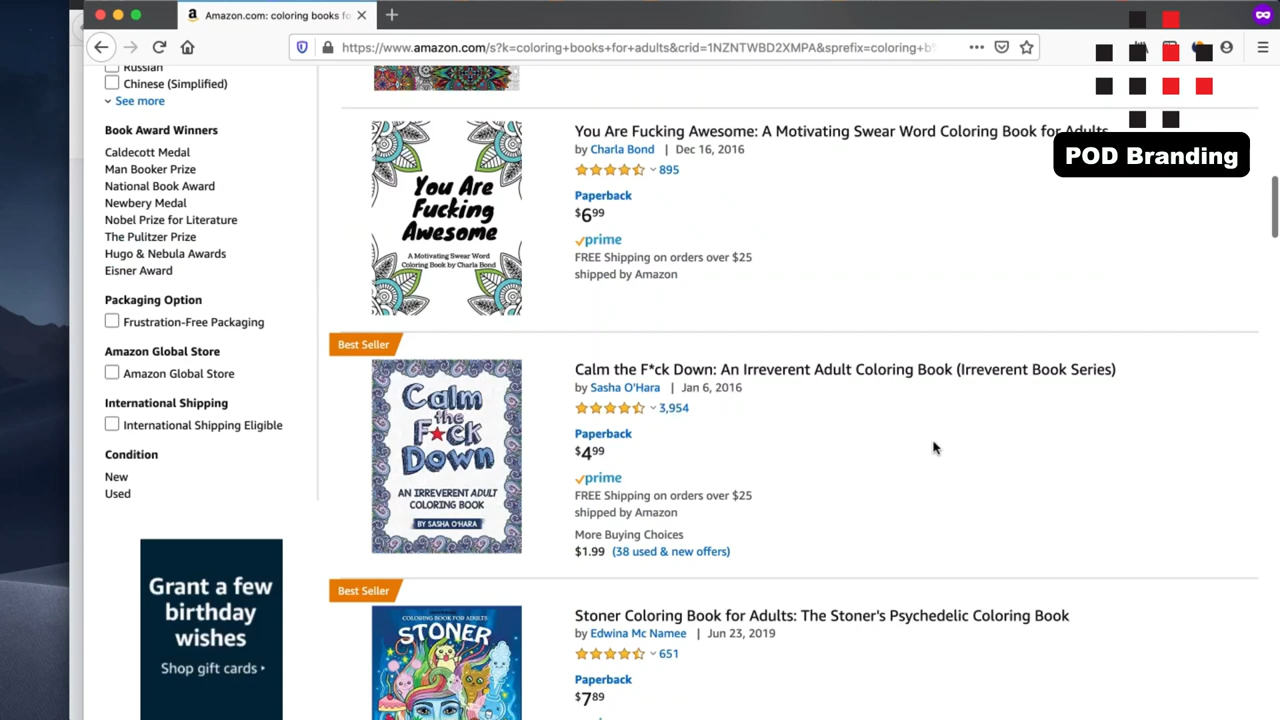 Amazon.com: coloring books fo
https://www.amazon.com/s?k=coloring+books+for+adults&crid=1NZNTWBD2XMPA&sprefix=coloring+b
POD Branding
Russian
Chinese (Simplified)
See more
Book Award Winners
Caldecott Medal
Man Booker Prize
National Book Award
Newbery Medal
Nobel Prize for Literature
The Pulitzer Prize
Hugo & Nebula Awards
Eisner Award
Packaging Option
Frustration-Free Packaging
Amazon Global Store
Amazon Global Store
International Shipping
International Shipping Eligible
Condition
New
Used
Grant a few
birthday
wishes
Shop gift cards
You Are
Fucking
Awesome
A Motivating Swear Word
Coloring Book by Charla Bond
You Are Fucking Awesome: A Motivating Swear Word Coloring Book for Adults
by Charla Bond | Dec 16, 2016
895
Paperback
$6.99
prime
FREE Shipping on orders over $25
shipped by Amazon
Best Seller
Calm
the
F★ck
Down
AN IRREVERENT ADULT
COLORING BOOK
BY SASHA O'HARA
Calm the F*ck Down: An Irreverent Adult Coloring Book (Irreverent Book Series)
by Sasha O'Hara | Jan 6, 2016
3,954
Paperback
$4.99
prime
FREE Shipping on orders over $25
shipped by Amazon
More Buying Choices
$1.99 (38 used & new offers)
Best Seller
COLORING BOOK FOR ADULTS
STONER
Stoner Coloring Book for Adults: The Stoner's Psychedelic Coloring Book
by Edwina Mc Namee | Jun 23, 2019
651
Paperback
$7.89